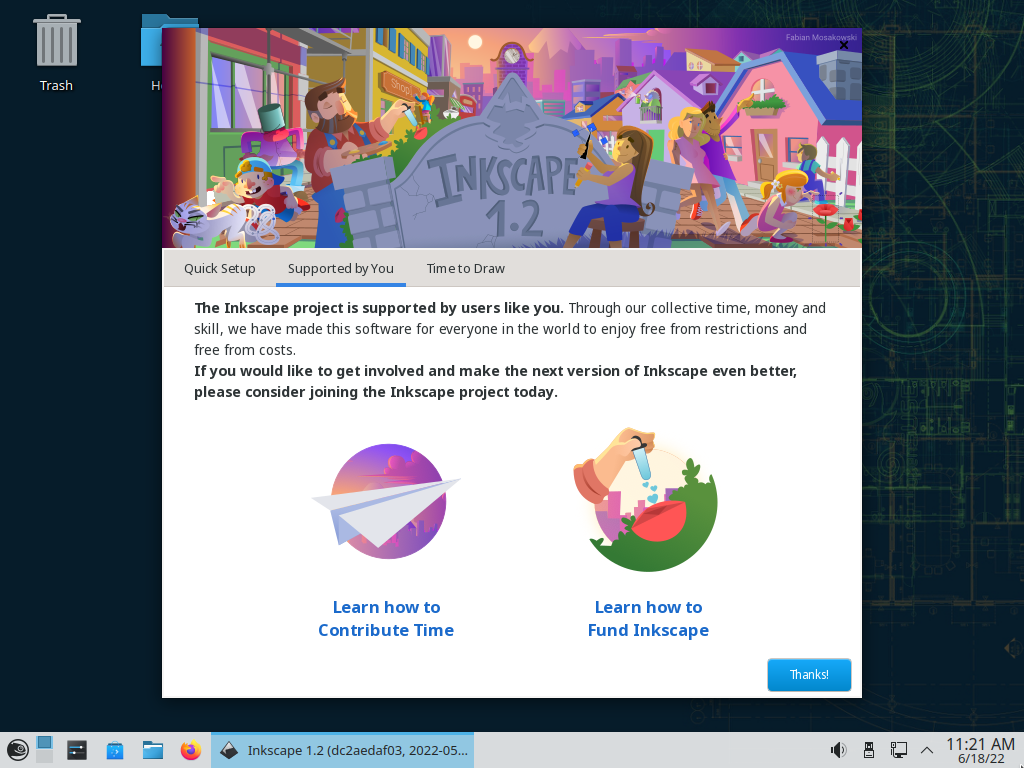 Trash
Fabian Mosakowski
Shop
INKSCAPE
1.2
Quick Setup
Supported by You
Time to Draw
The Inkscape project is supported by users like you. Through our collective time, money and
skill, we have made this software for everyone in the world to enjoy free from restrictions and
free from costs.
If you would like to get involved and make the next version of Inkscape even better,
please consider joining the Inkscape project today.
Learn how to
Contribute Time
Learn how to
Fund Inkscape
Thanks!
Inkscape 1.2 (dc2aedaf03, 2022-05...
11:21 AM
6/18/22